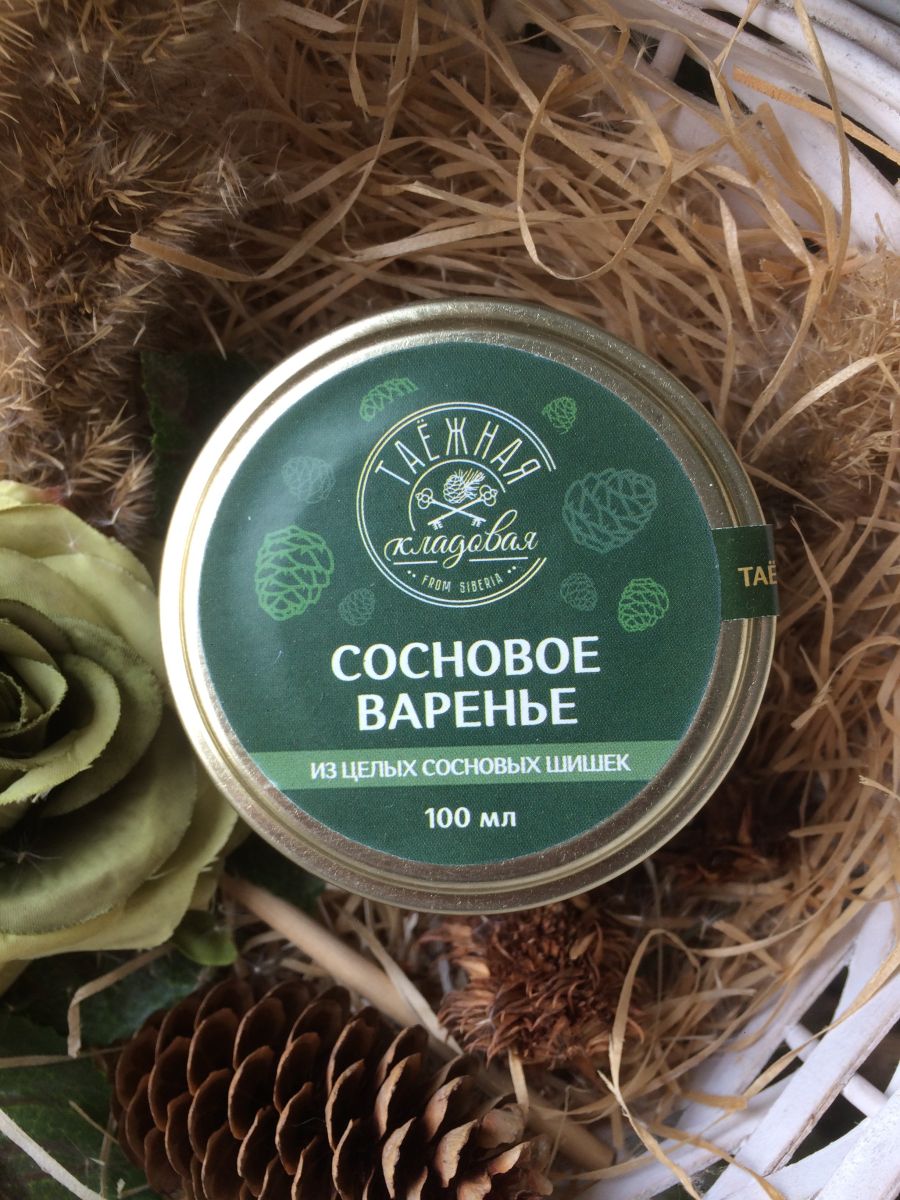 ТАЁЖНАЯ
кладовая
FROM SIBERIA
СОСНОВОЕ
ВАРЕНЬЕ
ИЗ ЦЕЛЫХ СОСНОВЫХ ШИШЕК
100 мл
ТАЁ